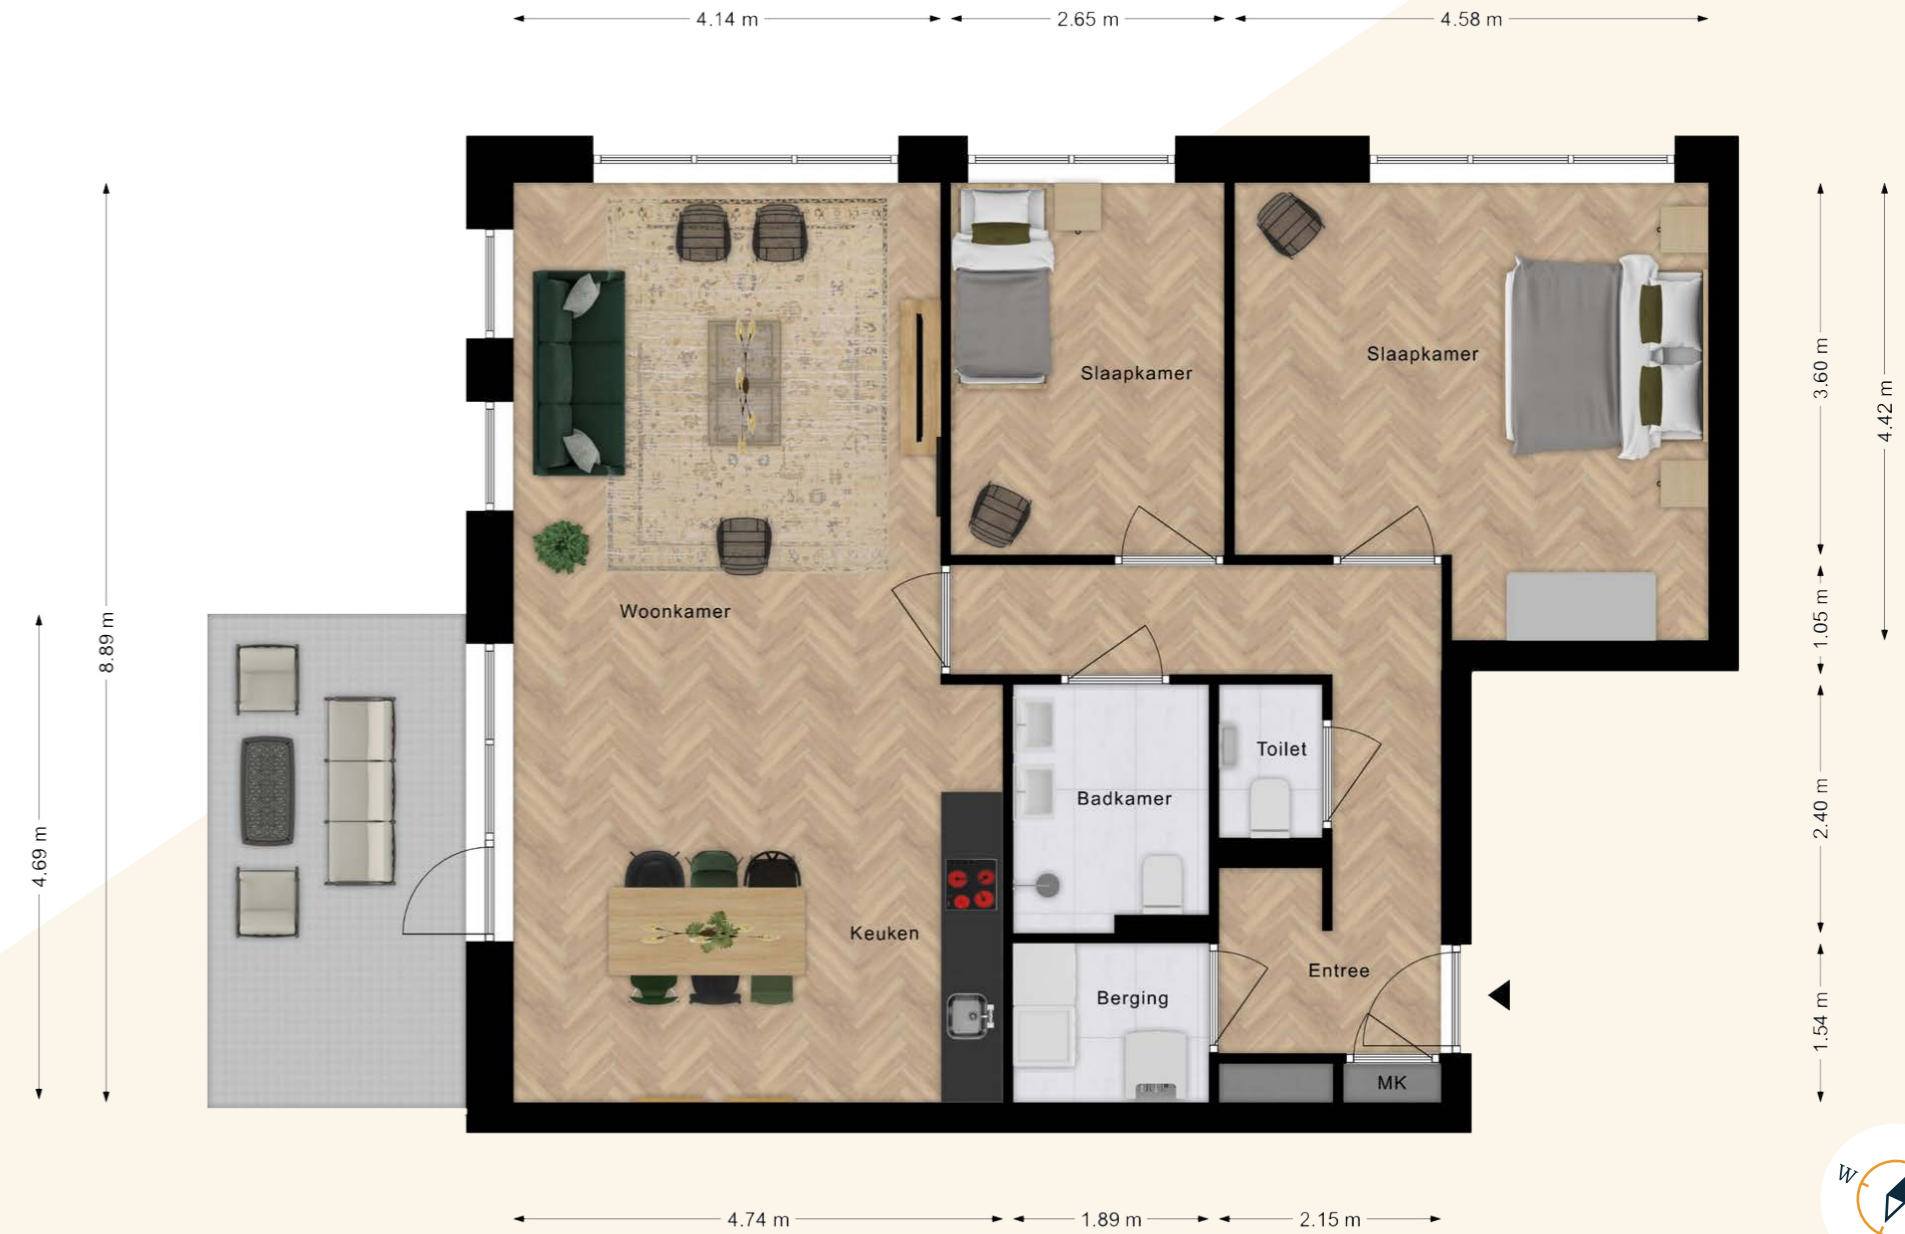 4.14 m
2.65 m
4.58 m
Slaapkamer
Slaapkamer
3.60 m
4.42 m
Woonkamer
8.89 m
1.05 m
Toilet
Badkamer
2.40 m
4.69 m
Keuken
Entree
Berging
1.54 m
MK
W
4.74 m
1.89 m
2.15 m